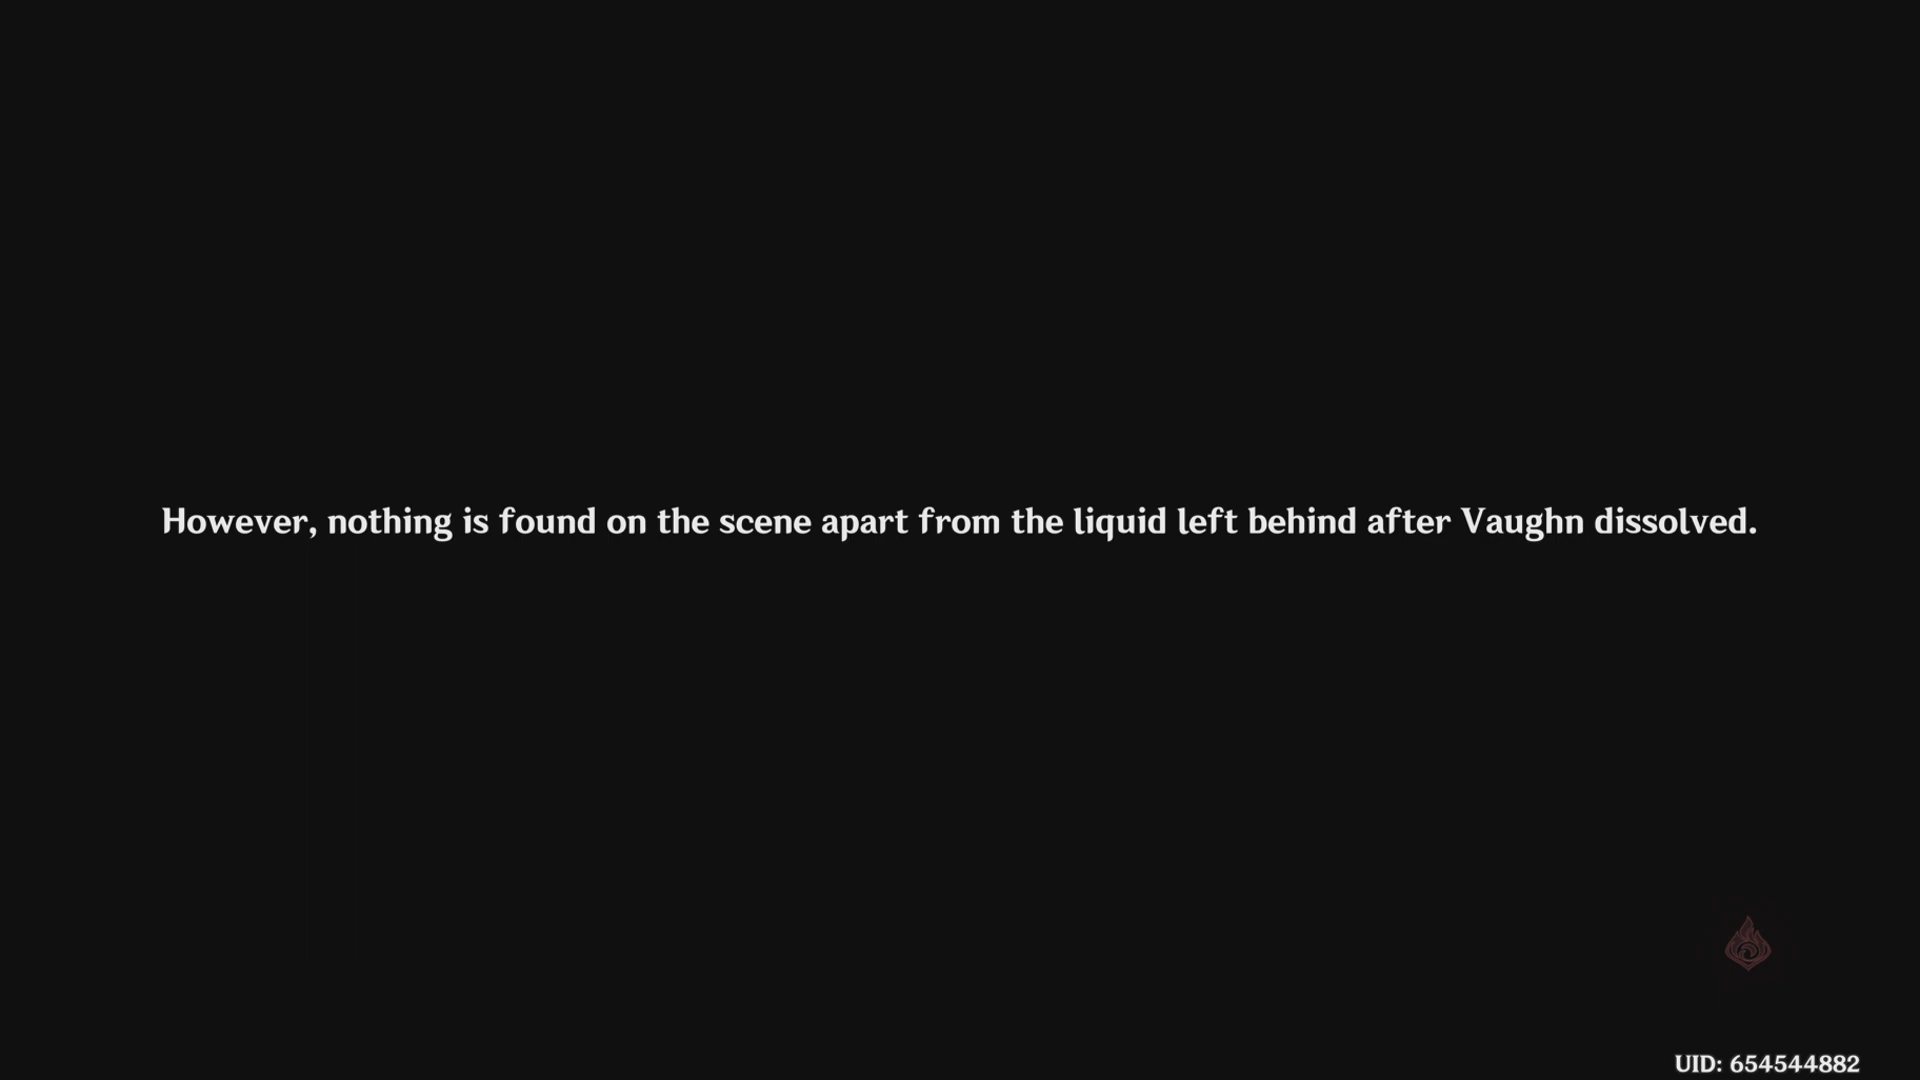 However, nothing is found on the scene apart from the liquid left behind after Vaughn dissolved.
UID: 654544882